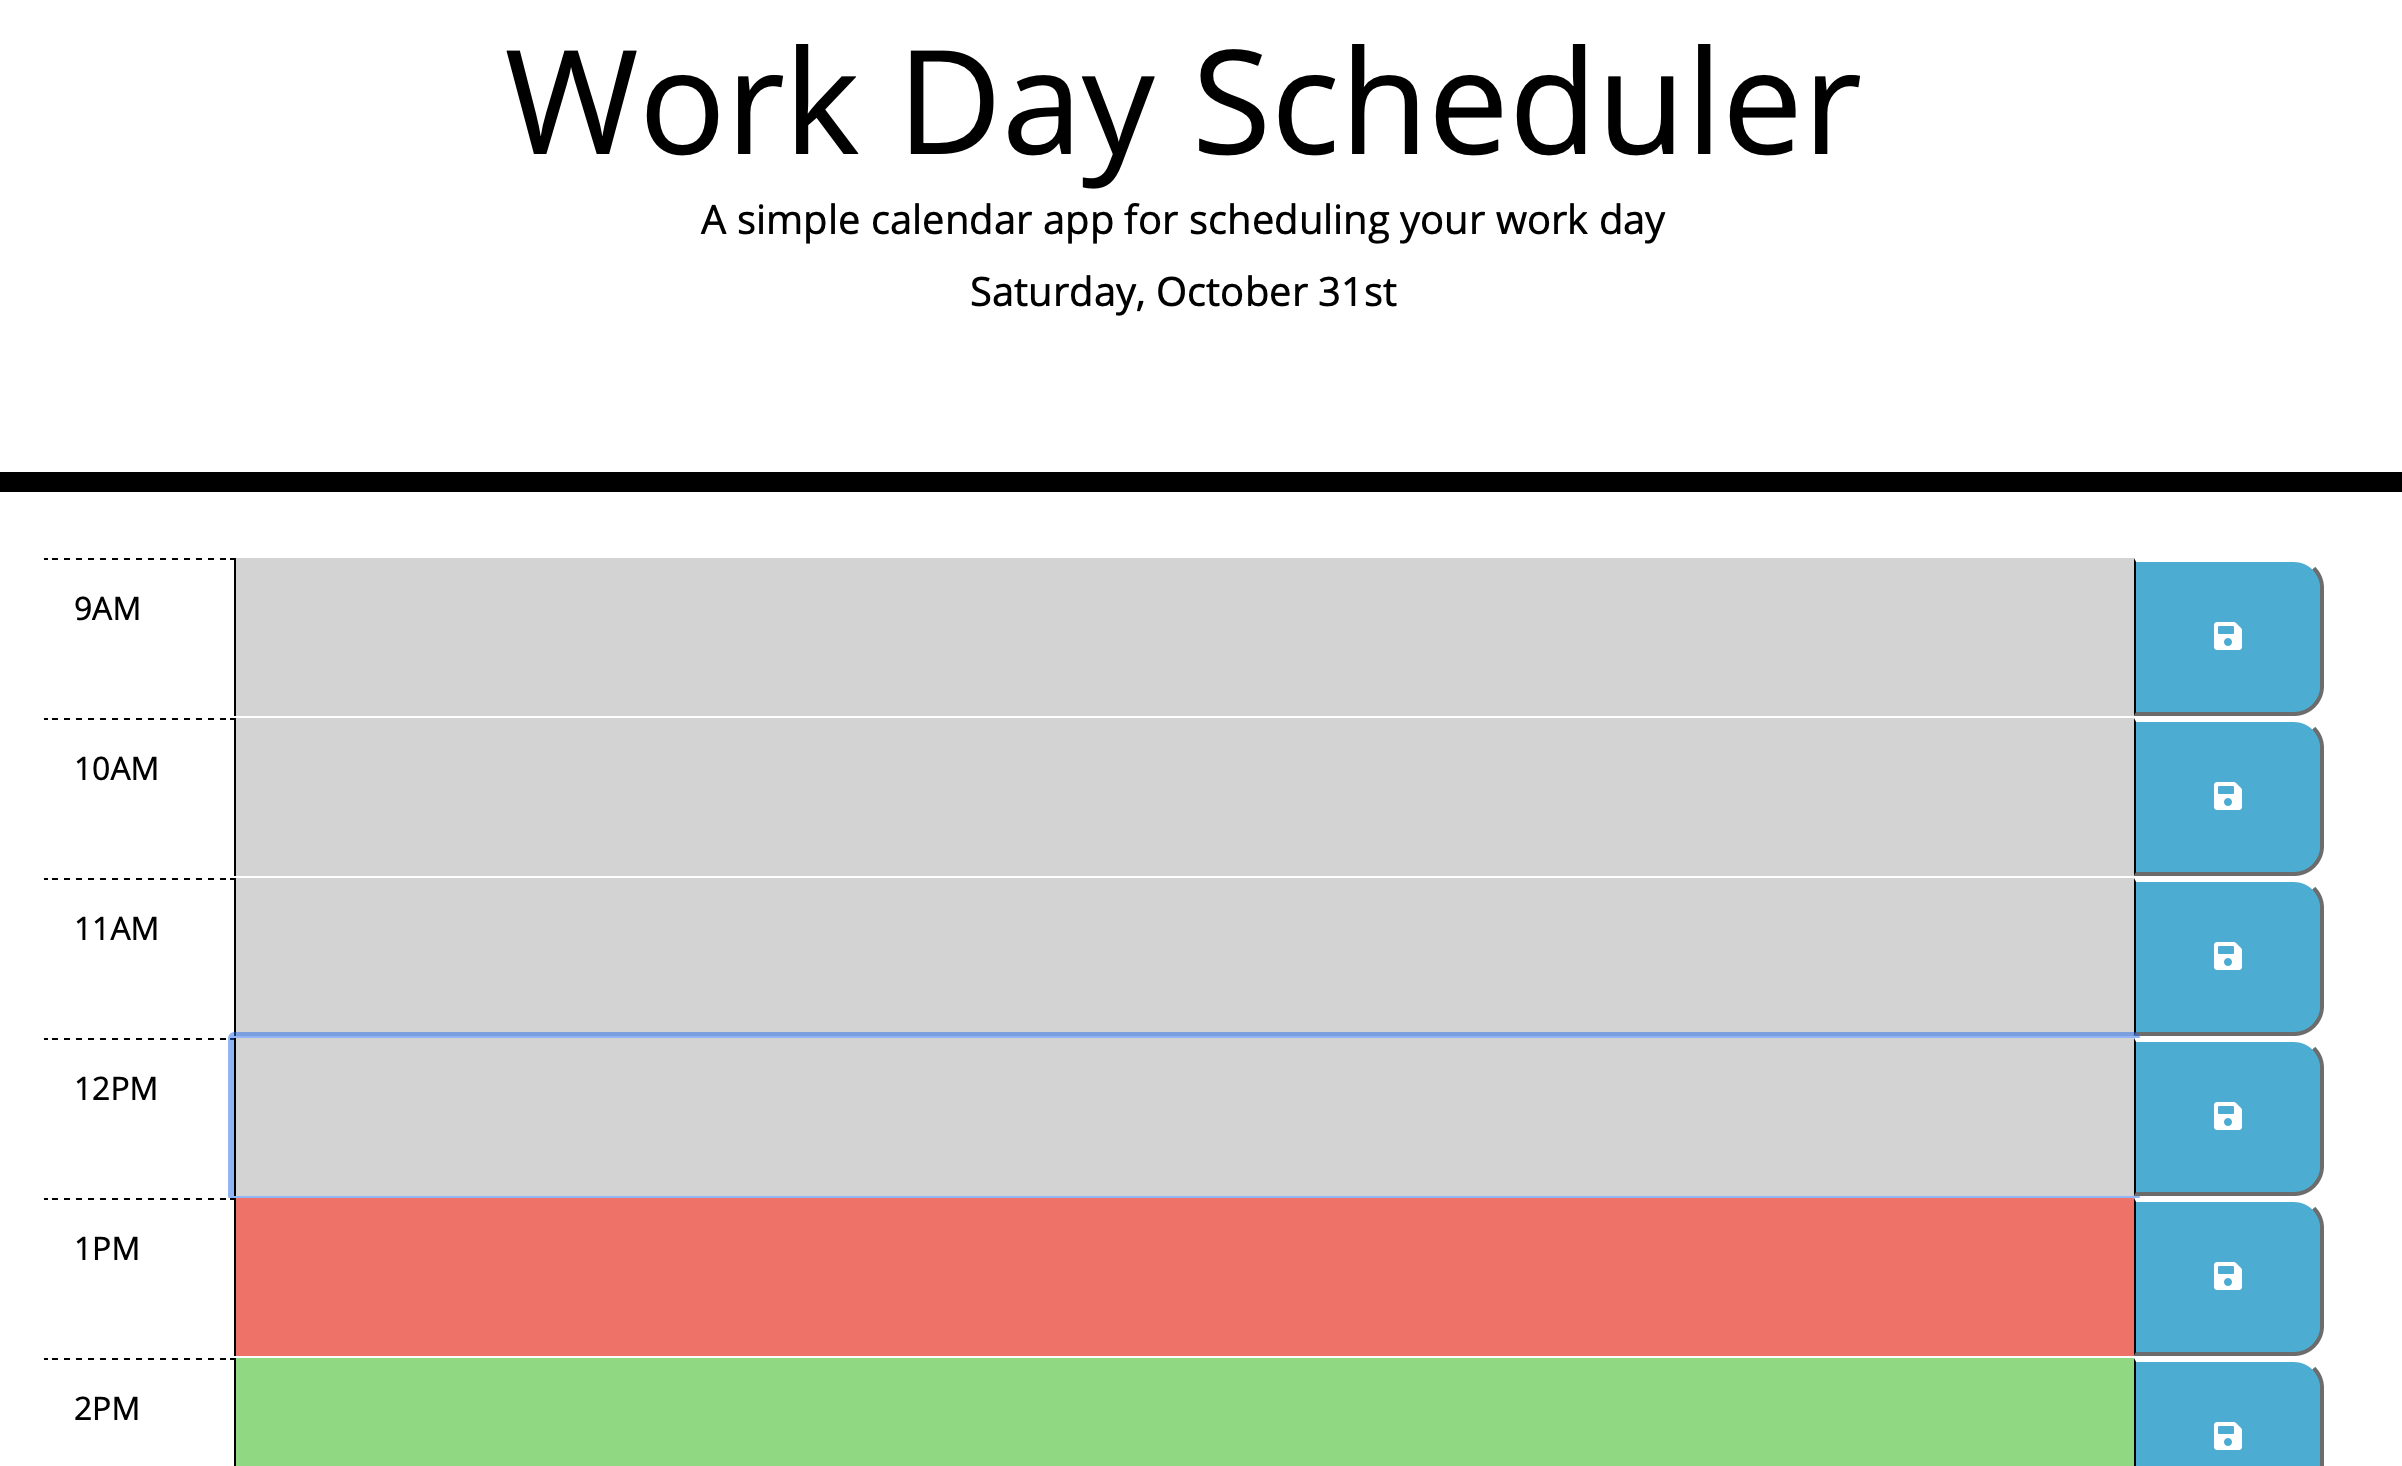 Work Day Scheduler
A simple calendar app for scheduling your work day
Saturday, October 31st
9AM
10AM
11AM
12PM
1PM
2PM